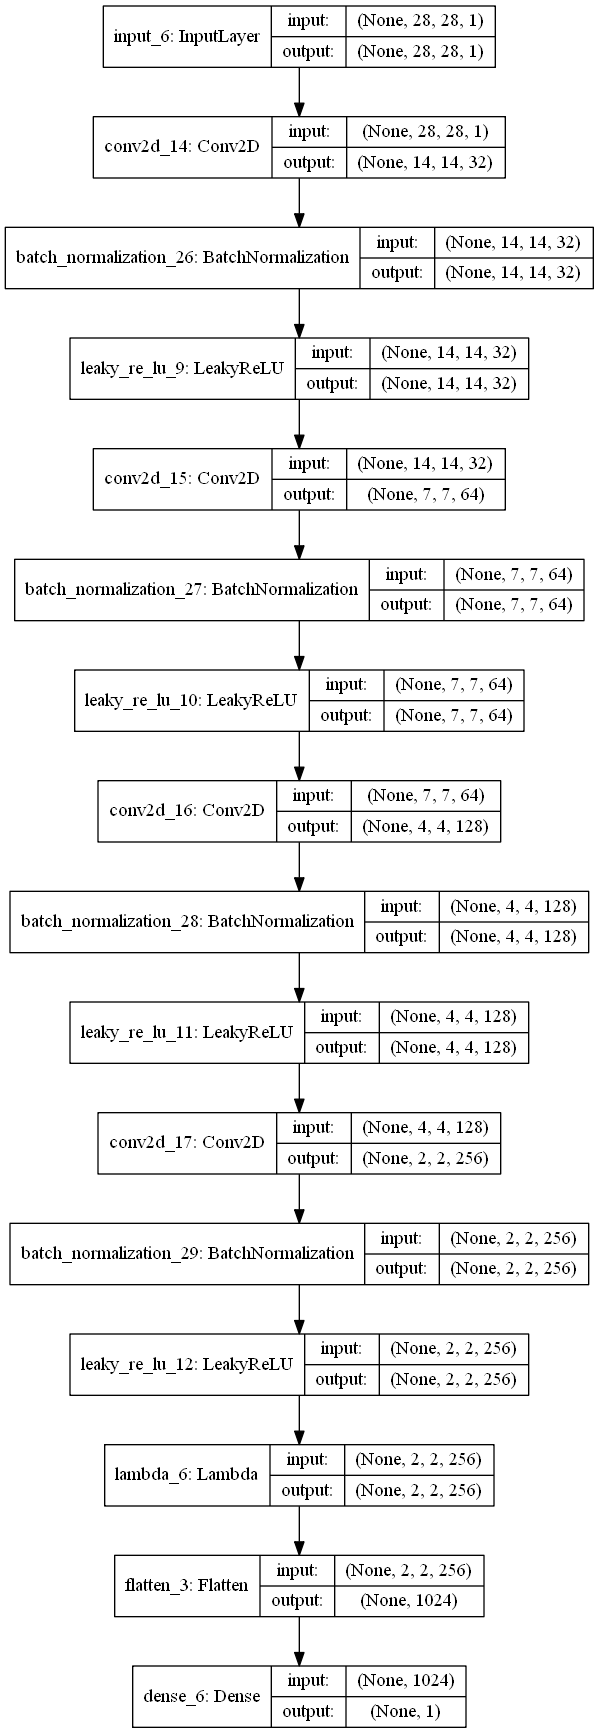 input_6: InputLayer
input: (None, 28, 28, 1)
output: (None, 28, 28, 1)
conv2d_14: Conv2D
input: (None, 28, 28, 1)
output: (None, 14, 14, 32)
batch_normalization_26: BatchNormalization
input: (None, 14, 14, 32)
output: (None, 14, 14, 32)
leaky_re_lu_9: LeakyReLU
input: (None, 14, 14, 32)
output: (None, 14, 14, 32)
conv2d_15: Conv2D
input: (None, 14, 14, 32)
output: (None, 7, 7, 64)
batch_normalization_27: BatchNormalization
input: (None, 7, 7, 64)
output: (None, 7, 7, 64)
leaky_re_lu_10: LeakyReLU
input: (None, 7, 7, 64)
output: (None, 7, 7, 64)
conv2d_16: Conv2D
input: (None, 7, 7, 64)
output: (None, 4, 4, 128)
batch_normalization_28: BatchNormalization
input: (None, 4, 4, 128)
output: (None, 4, 4, 128)
leaky_re_lu_11: LeakyReLU
input: (None, 4, 4, 128)
output: (None, 4, 4, 128)
conv2d_17: Conv2D
input: (None, 4, 4, 128)
output: (None, 2, 2, 256)
batch_normalization_29: BatchNormalization
input: (None, 2, 2, 256)
output: (None, 2, 2, 256)
leaky_re_lu_12: LeakyReLU
input: (None, 2, 2, 256)
output: (None, 2, 2, 256)
lambda_6: Lambda
input: (None, 2, 2, 256)
output: (None, 2, 2, 256)
flatten_3: Flatten
input: (None, 2, 2, 256)
output: (None, 1024)
dense_6: Dense
input: (None, 1024)
output: (None, 1)